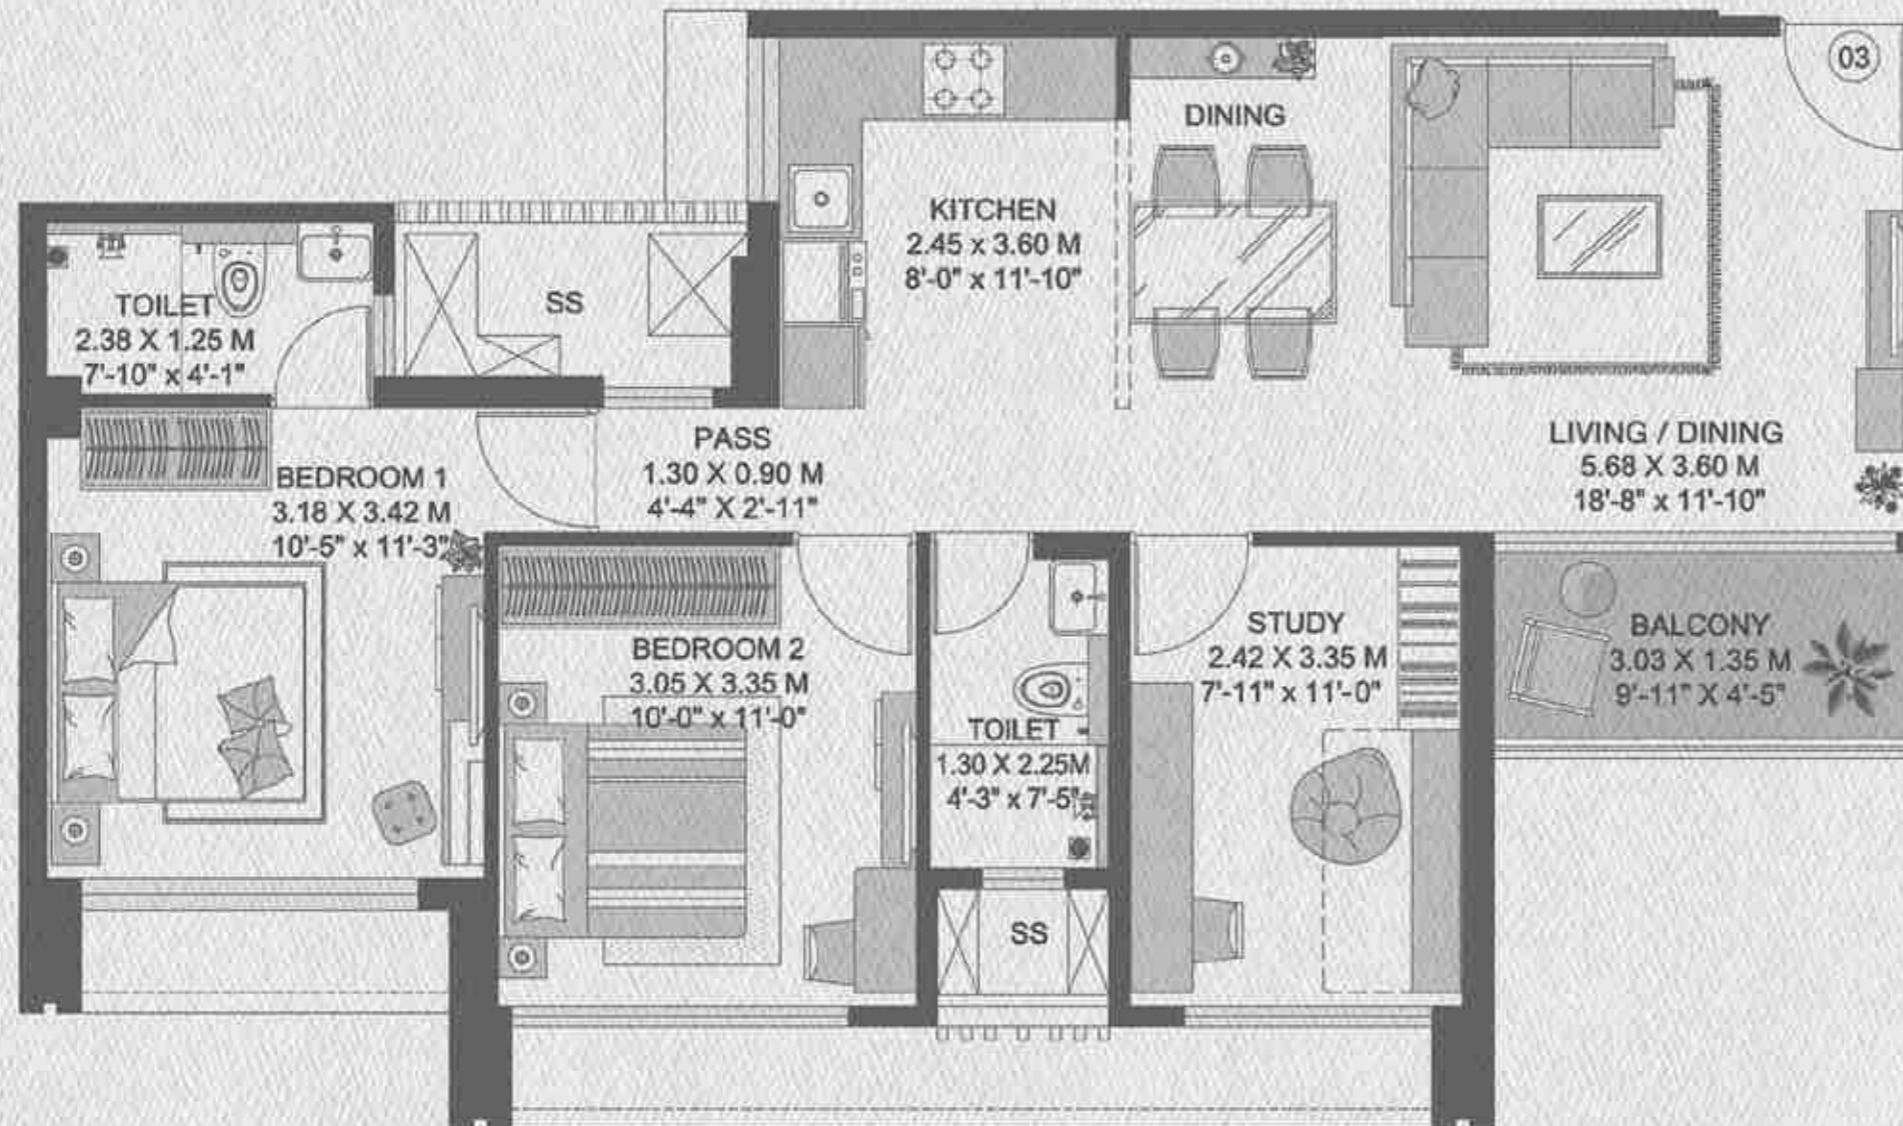 03
DINING
KITCHEN
2.45 x 3.60 M
8'-0" x 11'-10"
TOILET
2.38 X 1.25 M
7'-10" x 4'-1"
SS
PASS
1.30 X 0.90 M
4'-4" X 2'-11"
LIVING / DINING
5.68 X 3.60 M
18'-8" x 11'-10"
BEDROOM 1
3.18 X 3.42 M
10'-5" x 11'-3"
BEDROOM 2
3.05 X 3.35 M
10'-0" x 11'-0"
TOILET
1.30 X 2.25M
4'-3" x 7'-5"
STUDY
2.42 X 3.35 M
7'-11" x 11'-0"
BALCONY
3.03 X 1.35 M
9'-11" X 4'-5"
SS